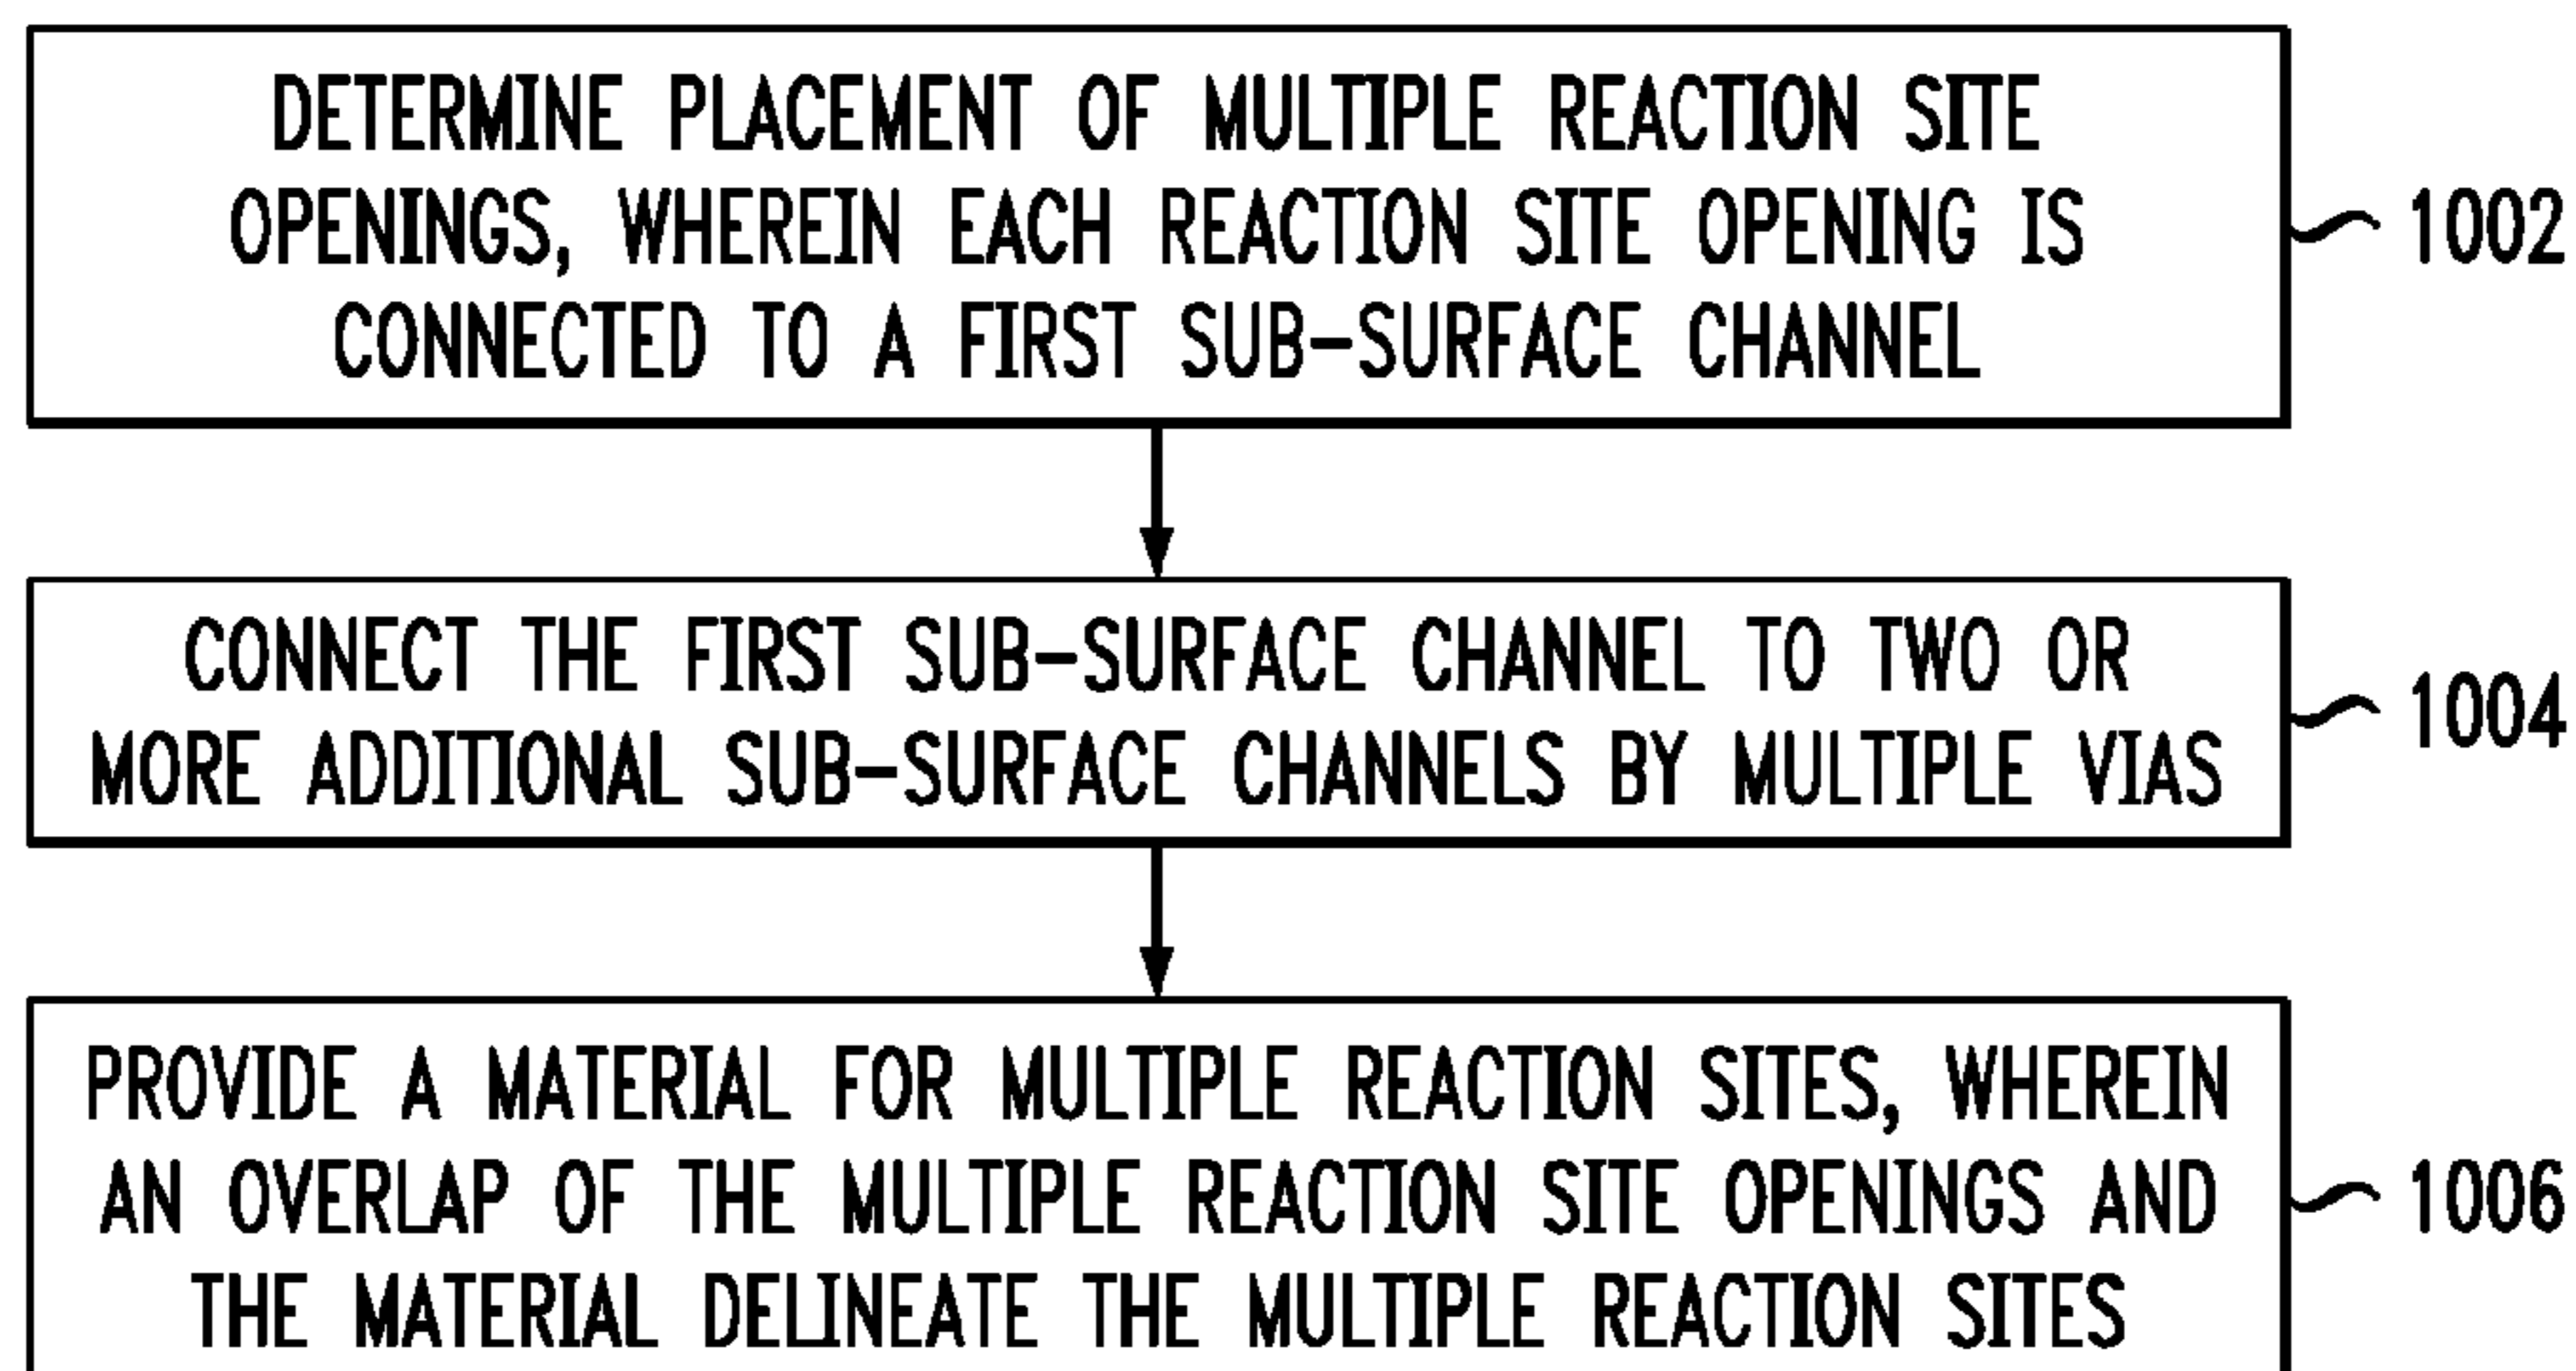 DETERMINE PLACEMENT OF MULTIPLE REACTION SITE
OPENINGS, WHEREIN EACH REACTION SITE OPENING IS
CONNECTED TO A FIRST SUB-SURFACE CHANNEL
1002
CONNECT THE FIRST SUB-SURFACE CHANNEL TO TWO OR
MORE ADDITIONAL SUB-SURFACE CHANNELS BY MULTIPLE VIAS
1004
PROVIDE A MATERIAL FOR MULTIPLE REACTION SITES, WHEREIN
AN OVERLAP OF THE MULTIPLE REACTION SITE OPENINGS AND
THE MATERIAL DELINEATE THE MULTIPLE REACTION SITES
1006